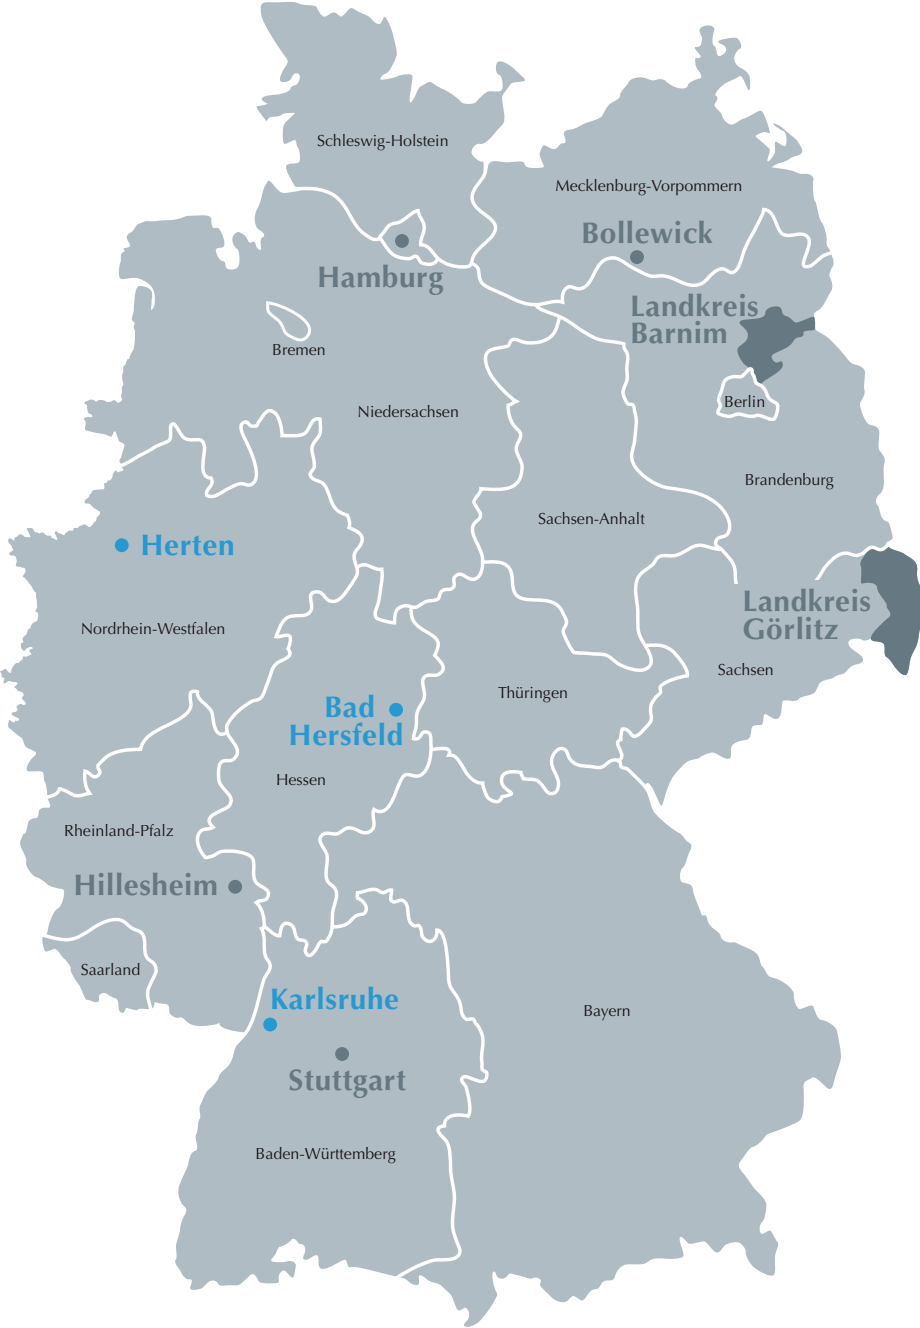 Schleswig-Holstein
Mecklenburg-Vorpommern
Bollewick
Hamburg
Landkreis
Barnim
Bremen
Berlin
Niedersachsen
Brandenburg
Sachsen-Anhalt
Herten
Landkreis
Görlitz
Nordrhein-Westfalen
Sachsen
Thüringen
Bad
Hersfeld
Hessen
Rheinland-Pfalz
Hillesheim
Saarland
Karlsruhe
Bayern
Stuttgart
Baden-Württemberg